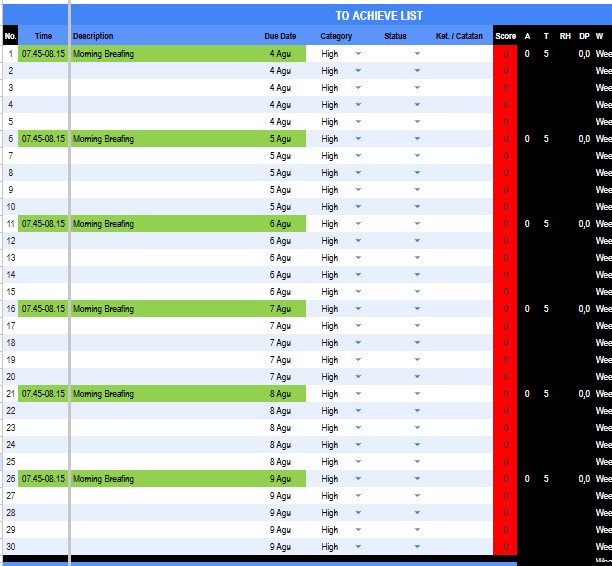 TO ACHIEVE LIST
No. Time Description Due Date Category Status Ket. / Catatan Score A T RH DP W
1 07.45-08.15 Morning Breafing 4 Agu High 0 0 5 0,0 Wee
2 4 Agu High 0 Wee
3 4 Agu High 0 Wee
4 4 Agu High 0 Wee
5 4 Agu High 0 Wee
6 07.45-08.15 Morning Breafing 5 Agu High 0 0 5 0,0 Wee
7 5 Agu High 0 Wee
8 5 Agu High 0 Wee
9 5 Agu High 0 Wee
10 5 Agu High 0 Wee
11 07.45-08.15 Morning Breafing 6 Agu High 0 0 5 0,0 Wee
12 6 Agu High 0 Wee
13 6 Agu High 0 Wee
14 6 Agu High 0 Wee
15 6 Agu High 0 Wee
16 07.45-08.15 Morning Breafing 7 Agu High 0 0 5 0,0 Wee
17 7 Agu High 0 Wee
18 7 Agu High 0 Wee
19 7 Agu High 0 Wee
20 7 Agu High 0 Wee
21 07.45-08.15 Morning Breafing 8 Agu High 0 0 5 0,0 Wee
22 8 Agu High 0 Wee
23 8 Agu High 0 Wee
24 8 Agu High 0 Wee
25 8 Agu High 0 Wee
26 07.45-08.15 Morning Breafing 9 Agu High 0 0 5 0,0 Wee
27 9 Agu High 0 Wee
28 9 Agu High 0 Wee
29 9 Agu High 0 Wee
30 9 Agu High 0 Wee